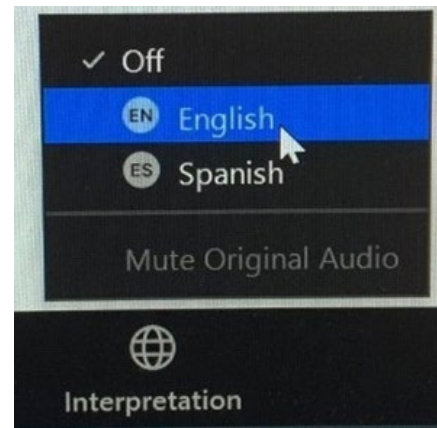 ✓ Off
EN English
ES Spanish
Mute Original Audio
Interpretation